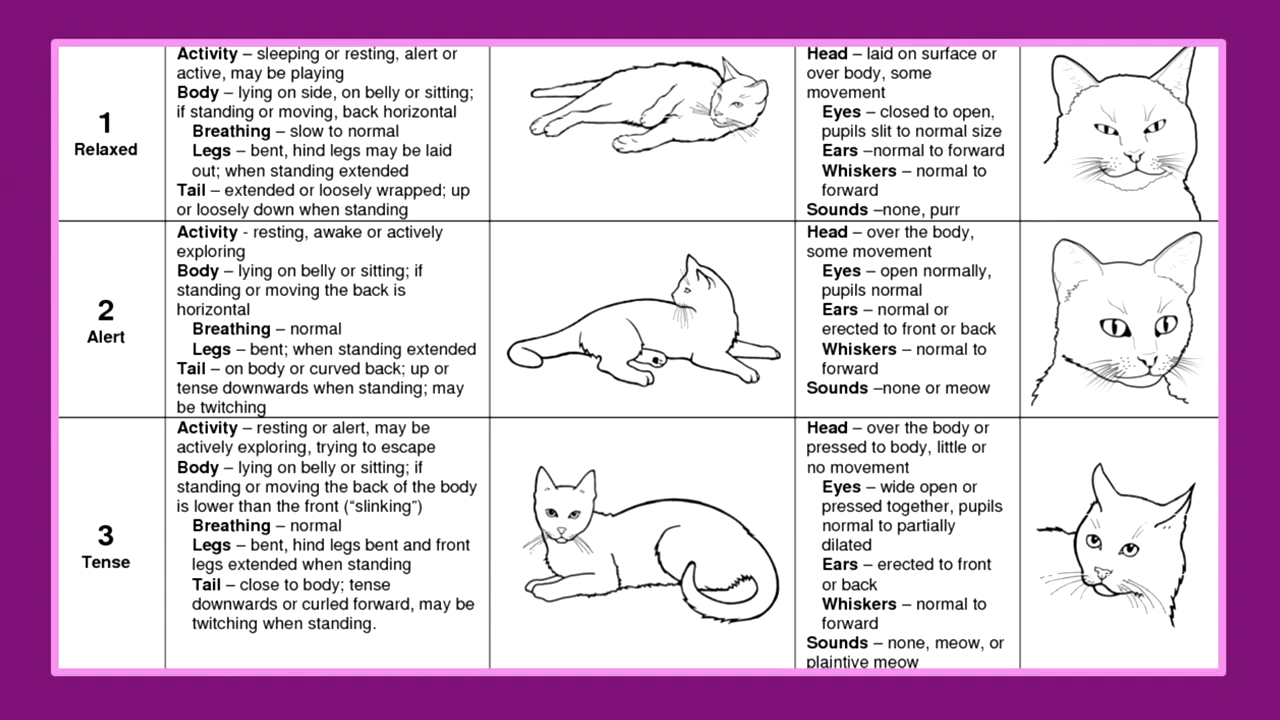 1
Relaxed
Activity – sleeping or resting, alert or
active, may be playing
Body – lying on side, on belly or sitting;
if standing or moving, back horizontal
Breathing – slow to normal
Legs – bent, hind legs may be laid
out; when standing extended
Tail – extended or loosely wrapped; up
or loosely down when standing
Head – laid on surface or
over body, some
movement
Eyes – closed to open,
pupils slit to normal size
Ears –normal to forward
Whiskers – normal to
forward
Sounds –none, purr
2
Alert
Activity - resting, awake or actively
exploring
Body – lying on belly or sitting; if
standing or moving the back is
horizontal
Breathing – normal
Legs – bent; when standing extended
Tail – on body or curved back; up or
tense downwards when standing; may
be twitching
Head – over the body,
some movement
Eyes – open normally,
pupils normal
Ears – normal or
erected to front or back
Whiskers – normal to
forward
Sounds –none or meow
3
Tense
Activity – resting or alert, may be
actively exploring, trying to escape
Body – lying on belly or sitting; if
standing or moving the back of the body
is lower than the front (“slinking”)
Breathing – normal
Legs – bent, hind legs bent and front
legs extended when standing
Tail – close to body; tense
downwards or curled forward, may be
twitching when standing.
Head – over the body or
pressed to body, little or
no movement
Eyes – wide open or
pressed together, pupils
normal to partially
dilated
Ears – erected to front
or back
Whiskers – normal to
forward
Sounds – none, meow, or
plaintive meow